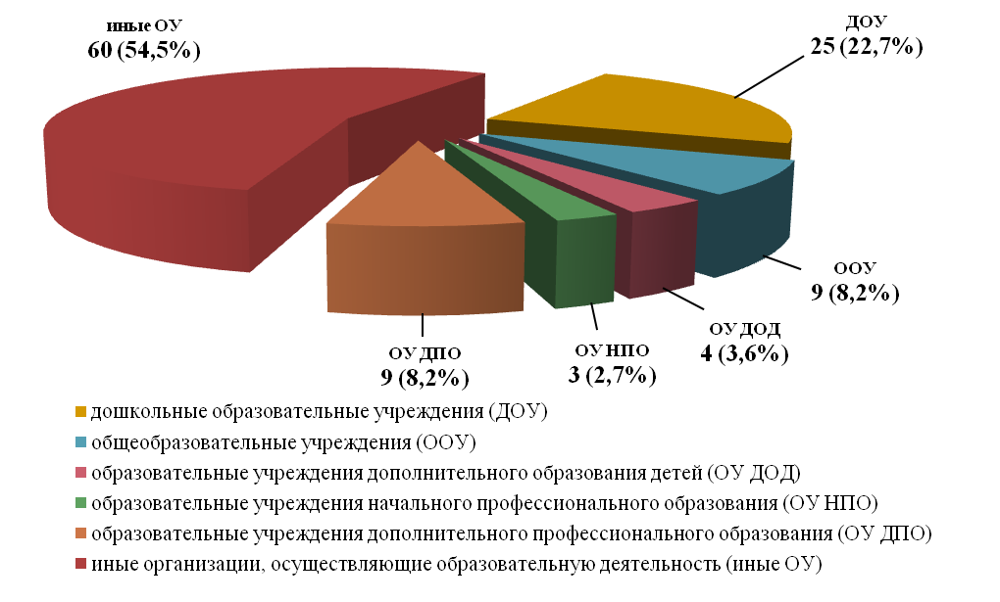 иные ОУ
60 (54,5%)
ДОУ
25 (22,7%)
ООУ
9 (8,2%)
ОУ ДОД
4 (3,6%)
ОУ НПО
3 (2,7%)
ОУ ДПО
9 (8,2%)
дошкольные образовательные учреждения (ДОУ)
общеобразовательные учреждения (ООУ)
образовательные учреждения дополнительного образования детей (ОУ ДОД)
образовательные учреждения начального профессионального образования (ОУ НПО)
образовательные учреждения дополнительного профессионального образования (ОУ ДПО)
иные организации, осуществляющие образовательную деятельность (иные ОУ)